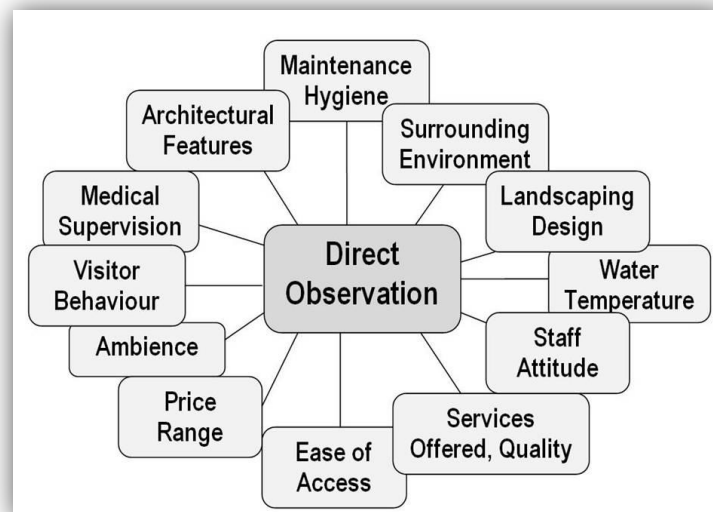 Maintenance
Hygiene
Surrounding
Environment
Landscaping
Design
Water
Temperature
Staff
Attitude
Services
Offered, Quality
Ease of
Access
Price
Range
Ambience
Visitor
Behaviour
Medical
Supervision
Architectural
Features
Direct
Observation